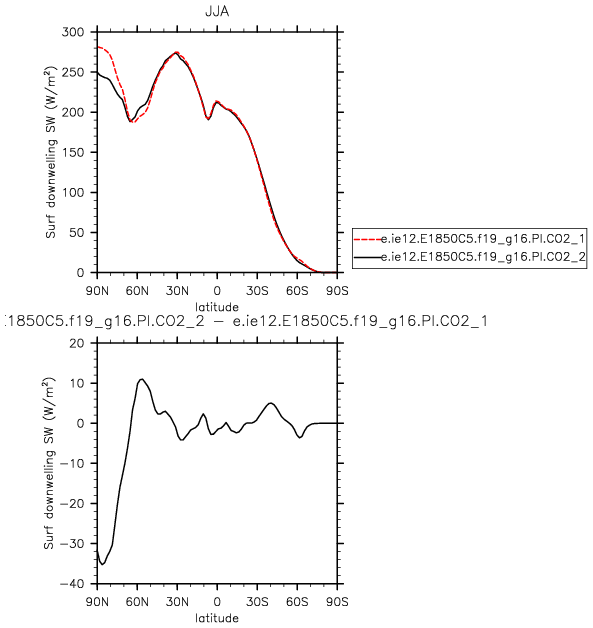 JJA
300
250
200
150
100
50
0
Surf downwelling SW (W/m²)
90N 60N 30N 0 30S 60S 90S
latitude
e.ie12.E1850C5.f19_g16.PI.CO2_1
e.ie12.E1850C5.f19_g16.PI.CO2_2
:1850C5.f19_g16.PI.CO2_2 – e.ie12.E1850C5.f19_g16.PI.CO2_1
20
10
0
−10
−20
−30
−40
Surf downwelling SW (W/m²)
90N 60N 30N 0 30S 60S 90S
latitude